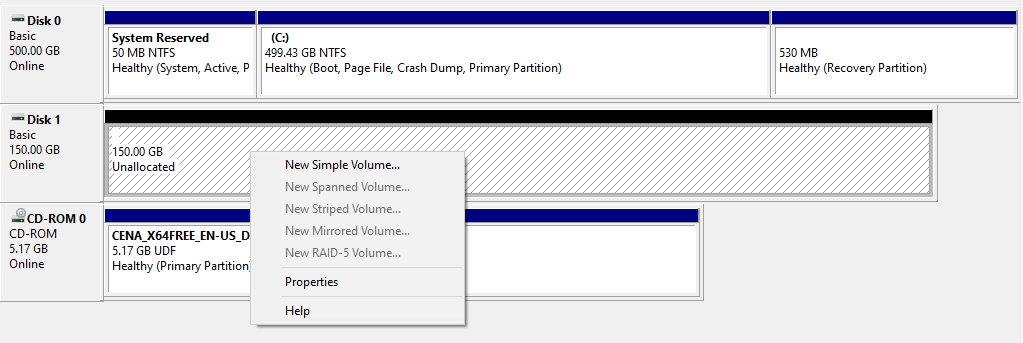 Disk 0
Basic
500.00 GB
Online
System Reserved
50 MB NTFS
Healthy (System, Active, P
(C:)
499.43 GB NTFS
Healthy (Boot, Page File, Crash Dump, Primary Partition)
530 MB
Healthy (Recovery Partition)
Disk 1
Basic
150.00 GB
Online
150.00 GB
Unallocated
New Simple Volume...
New Spanned Volume...
New Striped Volume...
New Mirrored Volume...
New RAID-5 Volume...
Properties
Help
CD-ROM 0
CD-ROM
5.17 GB
Online
CENA_X64FREE_EN-US_D
5.17 GB UDF
Healthy (Primary Partition)